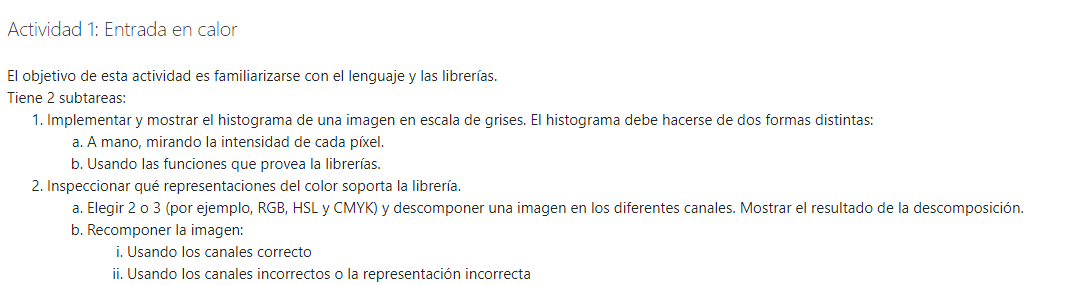 Actividad 1: Entrada en calor
El objetivo de esta actividad es familiarizarse con el lenguaje y las librerías.
Tiene 2 subtareas:
1. Implementar y mostrar el histograma de una imagen en escala de grises. El histograma debe hacerse de dos formas distintas:
a. A mano, mirando la intensidad de cada píxel.
b. Usando las funciones que provea la librerías.
2. Inspeccionar qué representaciones del color soporta la librería.
a. Elegir 2 o 3 (por ejemplo, RGB, HSL y CMYK) y descomponer una imagen en los diferentes canales. Mostrar el resultado de la descomposición.
b. Recomponer la imagen:
i. Usando los canales correcto
ii. Usando los canales incorrectos o la representación incorrecta